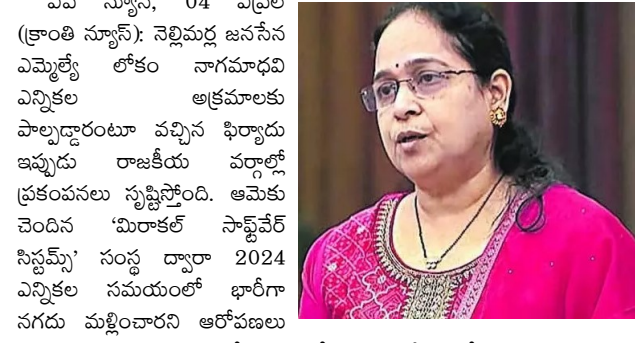 ఏపీ న్యూస్, 04 ఏప్రిల్
(క్రాంతి న్యూస్): నెల్లిమర్ల జనసేన
ఎమ్మెల్యే లోకం నాగమాధవి
ఎన్నికల అక్రమాలకు
పాల్పడ్డారంటూ వచ్చిన ఫిర్యాదు
ఇప్పుడు రాజకీయ వర్గాల్లో
ప్రకంపనలు సృష్టిస్తోంది. ఆమెకు
చెందిన ‘మిరాకల్ సాఫ్ట్‌వేర్
సిస్టమ్స్’ సంస్థ ద్వారా 2024
ఎన్నికల సమయంలో భారీగా
నగదు మళ్లించారని ఆరోపణలు